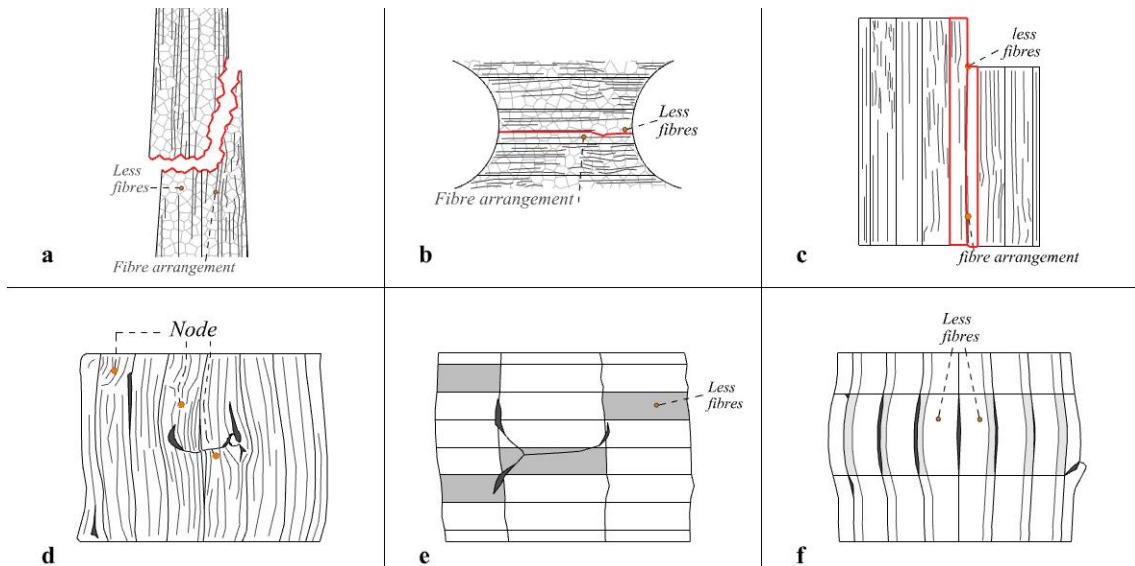 Less
fibres
Fibre arrangement
a
Less
fibres
Fibre arrangement
b
less
fibres
fibre arrangement
c
Node
d
Less
fibres
e
Less
fibres
f